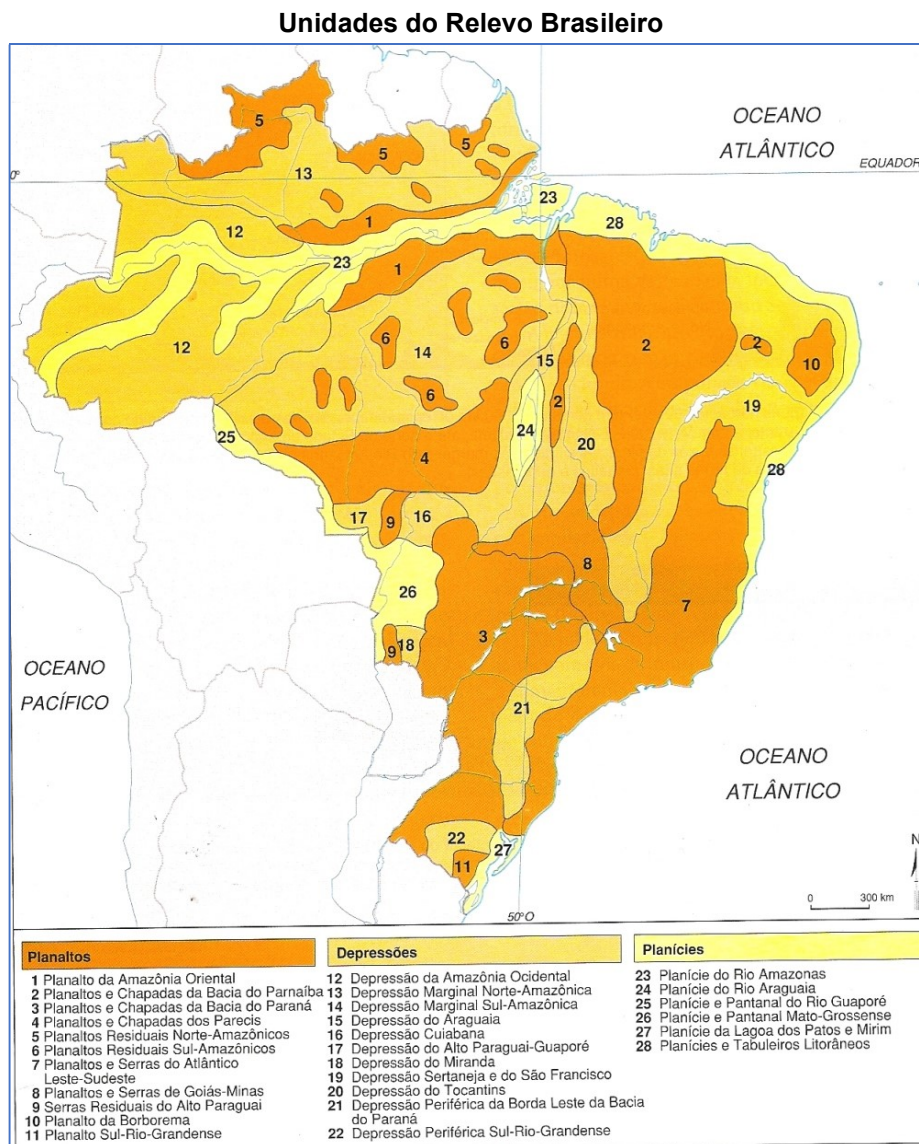 Unidades do Relevo Brasileiro
OCEANO
ATLÂNTICO
EQUADOR
0°
5
5
5
13
23
28
1
12
23
1
2
12
6
14
6
15
2
10
6
2
19
24
20
25
4
28
17
9
16
8
26
7
3
9
18
OCEANO
PACÍFICO
21
OCEANO
ATLÂNTICO
22
27
11
N
50°O
0 300 km
Planaltos
1 Planalto da Amazônia Oriental
2 Planaltos e Chapadas da Bacia do Parnaíba
3 Planaltos e Chapadas da Bacia do Paraná
4 Planaltos e Chapadas dos Parecis
5 Planaltos Residuais Norte-Amazônicos
6 Planaltos Residuais Sul-Amazônicos
7 Planaltos e Serras do Atlântico
Leste-Sudeste
8 Planaltos e Serras de Goiás-Minas
9 Serras Residuais do Alto Paraguai
10 Planalto da Borborema
11 Planalto Sul-Rio-Grandense
Depressões
12 Depressão da Amazônia Ocidental
13 Depressão Marginal Norte-Amazônica
14 Depressão Marginal Sul-Amazônica
15 Depressão do Araguaia
16 Depressão Cuiabana
17 Depressão do Alto Paraguai-Guaporé
18 Depressão do Miranda
19 Depressão Sertaneja e do São Francisco
20 Depressão do Tocantins
21 Depressão Periférica da Borda Leste da Bacia
do Paraná
22 Depressão Periférica Sul-Rio-Grandense
Planícies
23 Planície do Rio Amazonas
24 Planície do Rio Araguaia
25 Planície e Pantanal do Rio Guaporé
26 Planície e Pantanal Mato-Grossense
27 Planície da Lagoa dos Patos e Mirim
28 Planícies e Tabuleiros Litorâneos